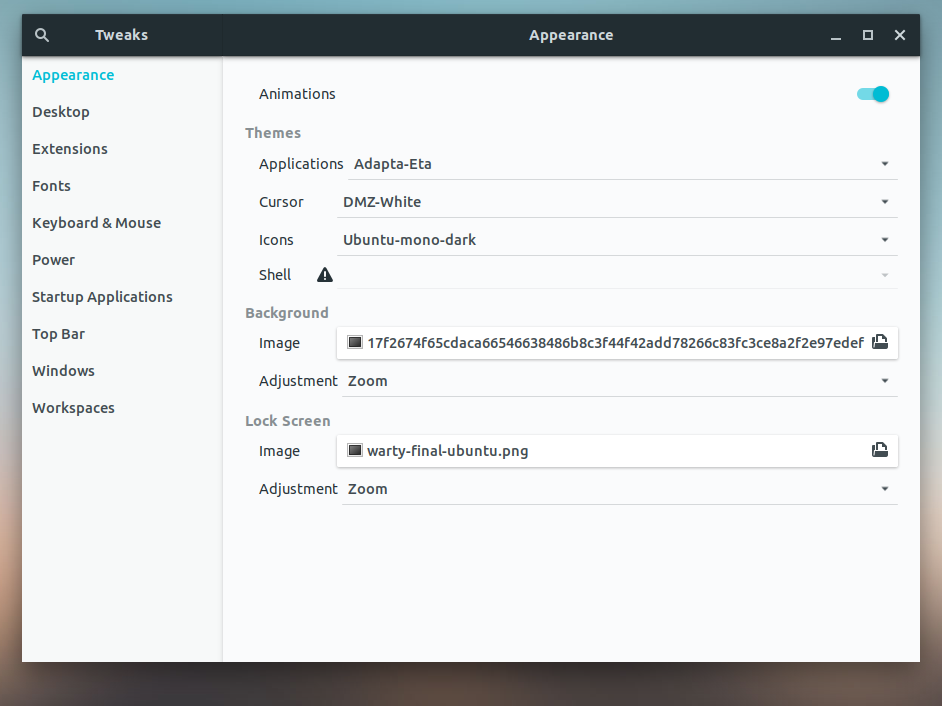 Tweaks
Appearance
Appearance
Desktop
Extensions
Fonts
Keyboard & Mouse
Power
Startup Applications
Top Bar
Windows
Workspaces
Animations
Themes
Applications Adapta-Eta
Cursor DMZ-White
Icons Ubuntu-mono-dark
Shell
Background
Image 17f2674f65cdaca66546638486b8c3f44f42add78266c83fc3ce8a2f2e97edef
Adjustment Zoom
Lock Screen
Image warty-final-ubuntu.png
Adjustment Zoom